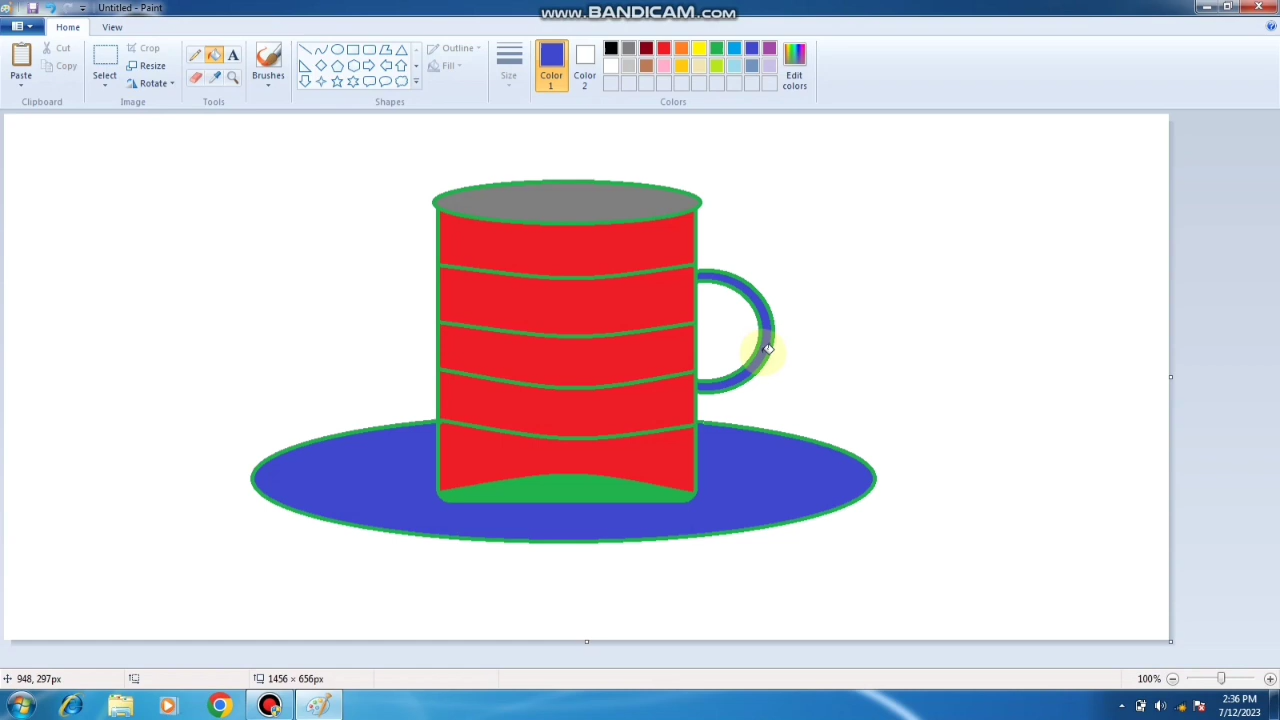 Untitled - Paint
www.BANDICAM.com
Home
View
Paste
Cut
Copy
Clipboard
Select
Crop
Resize
Rotate
Image
A
Tools
Brushes
Outline
Fill
Shapes
Size
Color
1
Color
2
Edit
colors
Colors
948, 297px
1456 × 656px
100%
2:36 PM
7/12/2023